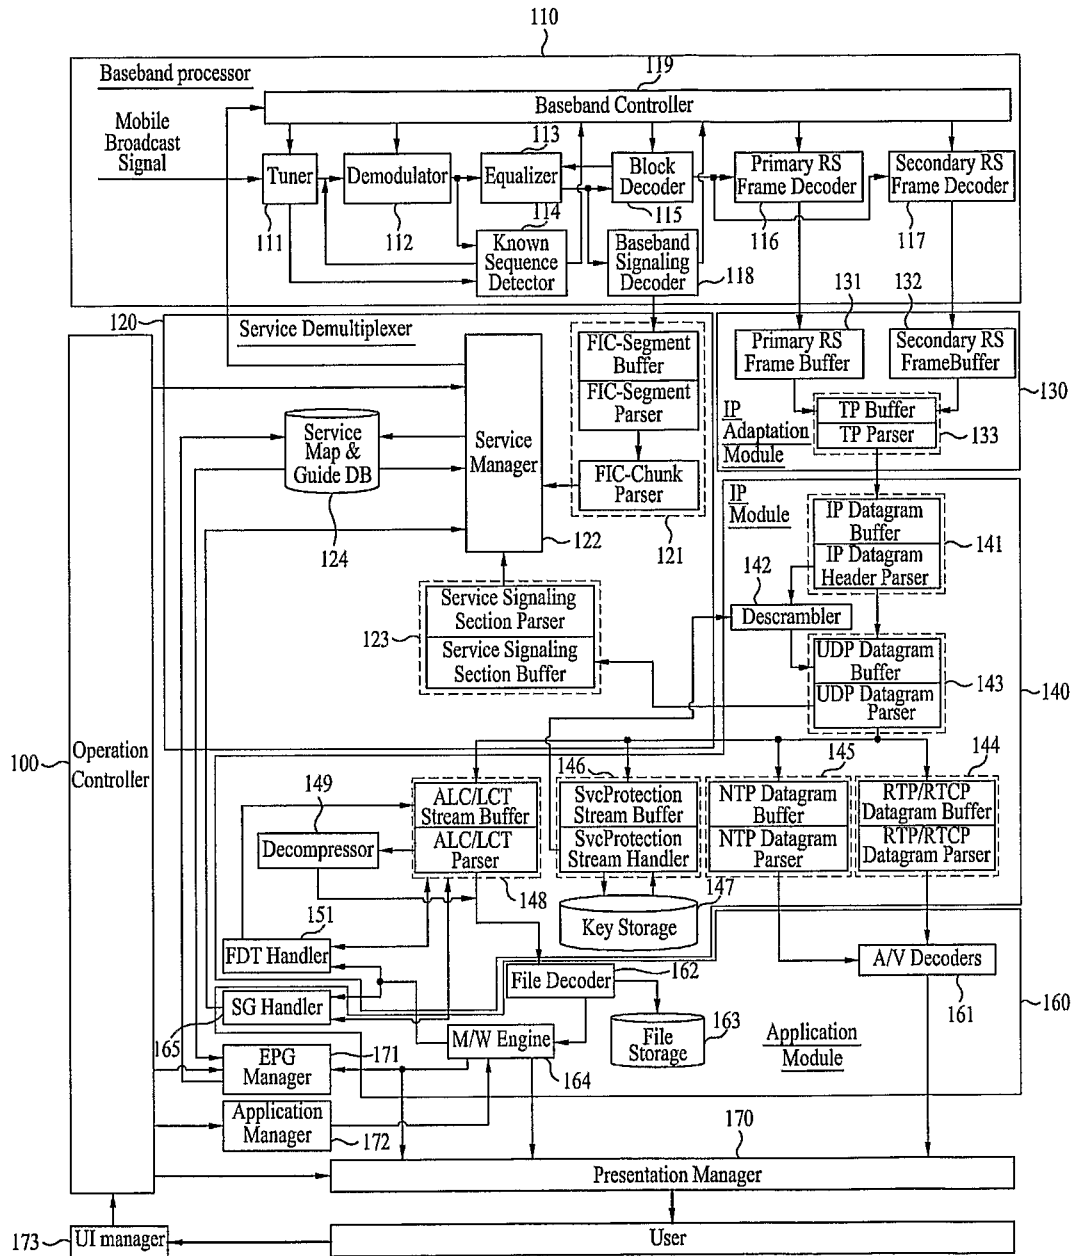 110
Baseband processor
119
Baseband Controller
Mobile
Broadcast
Signal
113
Tuner
Demodulator
Equalizer
Block
Decoder
Primary RS
Frame Decoder
Secondary RS
Frame Decoder
111
112
114
115
116
117
Known
Sequence
Detector
Baseband
Signaling
Decoder
118
131
132
120
Service Demultiplexer
FIC-Segment
Buffer
FIC-Segment
Parser
FIC-Chunk
Parser
121
Service
Manager
122
Service
Map &
Guide DB
124
Primary RS
Frame Buffer
Secondary RS
FrameBuffer
130
IP
Adaptation
Module
TP Buffer
TP Parser
133
IP
Module
IP Datagram
Buffer
IP Datagram
Header Parser
141
142
Descrambler
123
Service Signaling
Section Parser
Service Signaling
Section Buffer
UDP Datagram
Buffer
UDP Datagram
Parser
143
140
100
Operation
Controller
149
Decompressor
ALC/LCT
Stream Buffer
ALC/LCT
Parser
148
146
SvcProtection
Stream Buffer
SvcProtection
Stream Handler
145
NTP Datagram
Buffer
NTP Datagram
Parser
144
RTP/RTCP
Datagram Buffer
RTP/RTCP
Datagram Parser
147
Key Storage
151
FDT Handler
File Decoder
162
A/V Decoders
161
160
SG Handler
165
163
File
Storage
Application
Module
M/W Engine
164
EPG
Manager
171
Application
Manager
172
170
Presentation Manager
173
UI manager
User